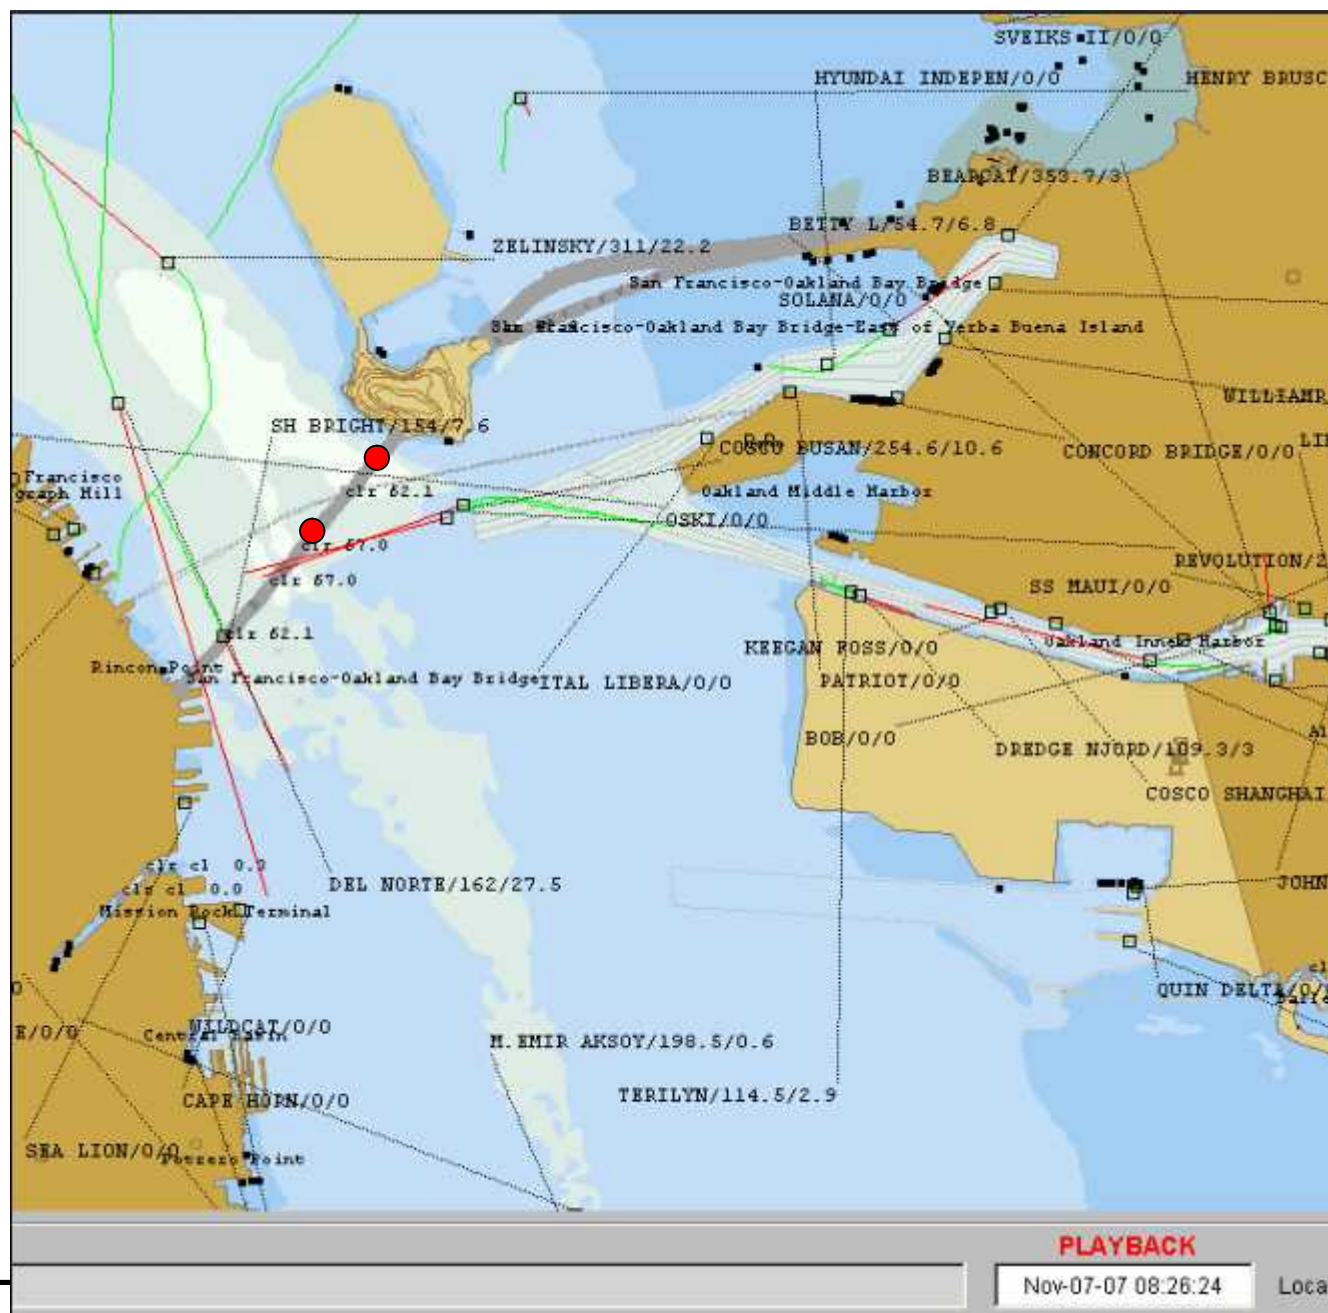 SVEIKS II/0/0
HYUNDAI INDEPEN/0/0
HENRY BRUSC
BEARCAT/353.7/3
BETTY L/54.7/6.8
ZELINSKY/311/22.2
San Francisco-Oakland Bay Bridge
SOLANA/0/0
San Francisco-Oakland Bay Bridge-East of Yerba Buena Island
WILLIAMR
SH BRIGHT/154/7.6
COSCO BUSAN/254.6/10.6
CONCORD BRIDGE/0/0
LI
Francisco
graph Hill
clr 62.1
Oakland Middle Harbor
OSKI/0/0
clr 67.0
REVOLUTION/2
clr 67.0
SS MAUI/0/0
clr 62.1
KEEGAN FOSS/0/0
Oakland Inner Harbor
Rincon Point
San Francisco-Oakland Bay Bridge
ITAL LIBERA/0/0
PATRIOT/0/0
BOB/0/0
DREDGE NJORD/109.3/3
Al
COSCO SHANGHAI
clr cl 0.0
DEL NORTE/162/27.5
clr cl 0.0
JOHN
Mission Rock Terminal
cl
QUIN DELTA/0/
E/0/0
WILDCAT/0/0
Central Basin
M.EMIR AKSOY/198.5/0.6
CAPE HORN/0/0
TERILYN/114.5/2.9
SEA LION/0/0
Potrero Point
PLAYBACK
Nov-07-07 08:26:24
Loca